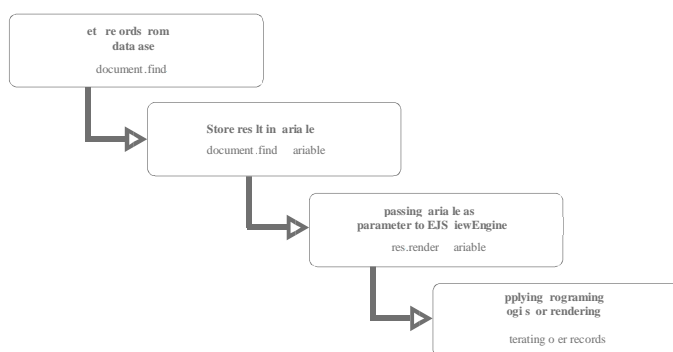 et re ords rom
data ase
document.find
Store res lt in aria le
document.find ariable
passing aria le as
parameter to EJS iewEngine
res.render ariable
pplying rograming
ogi s or rendering
terating o er records